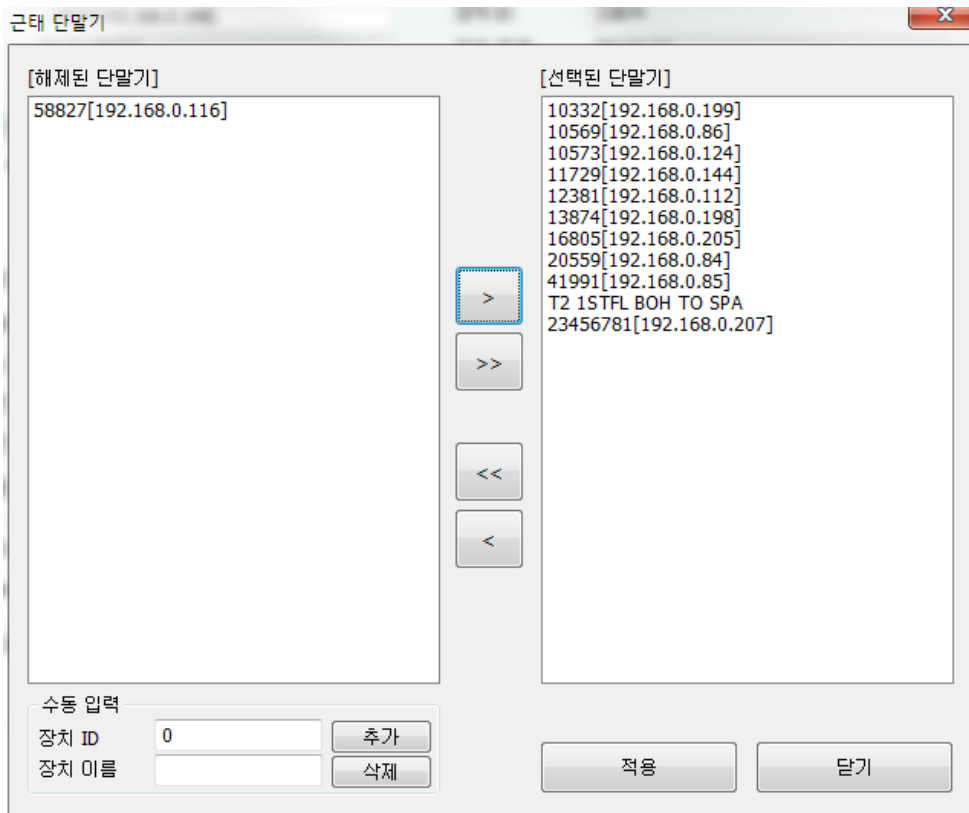 근태 단말기
X
[해제된 단말기]
58827[192.168.0.116]
[선택된 단말기]
10332[192.168.0.199]
10569[192.168.0.86]
10573[192.168.0.124]
11729[192.168.0.144]
12381[192.168.0.112]
13874[192.168.0.198]
16805[192.168.0.205]
20559[192.168.0.84]
41991[192.168.0.85]
T2 1STFL BOH TO SPA
23456781[192.168.0.207]
>
>>
<<
<
수동 입력
장치 ID
0
추가
장치 이름
삭제
적용
닫기